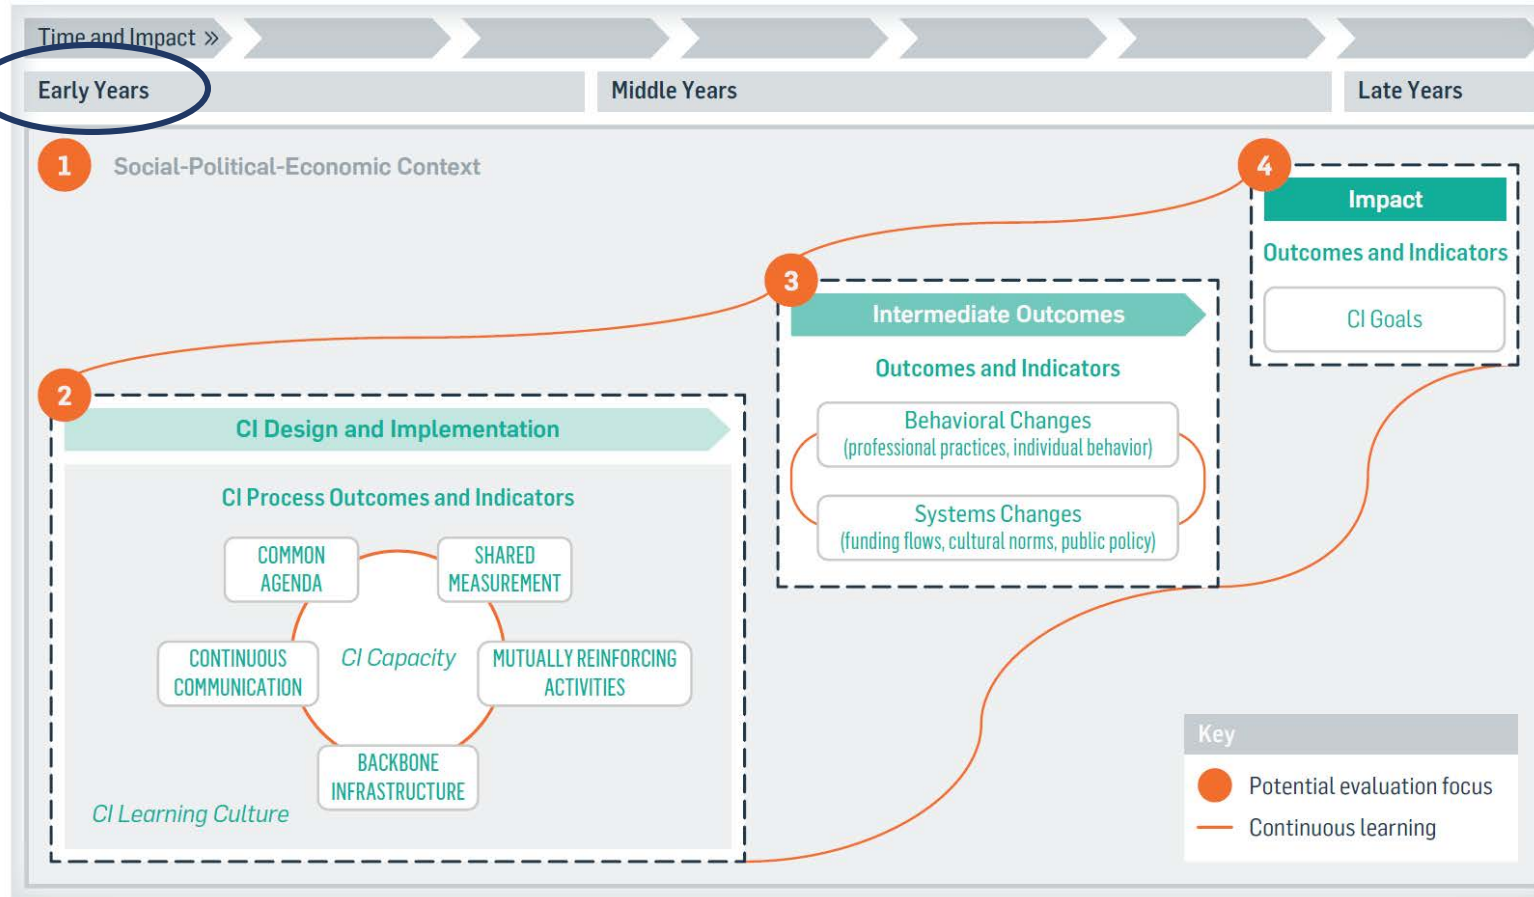 Time and Impact »
Early Years
Middle Years
Late Years
1
Social-Political-Economic Context
4
Impact
Outcomes and Indicators
CI Goals
3
Intermediate Outcomes
Outcomes and Indicators
Behavioral Changes
(professional practices, individual behavior)
Systems Changes
(funding flows, cultural norms, public policy)
2
CI Design and Implementation
CI Process Outcomes and Indicators
COMMON
AGENDA
SHARED
MEASUREMENT
CONTINUOUS
COMMUNICATION
CI Capacity
MUTUALLY REINFORCING
ACTIVITIES
BACKBONE
INFRASTRUCTURE
CI Learning Culture
Key
Potential evaluation focus
Continuous learning